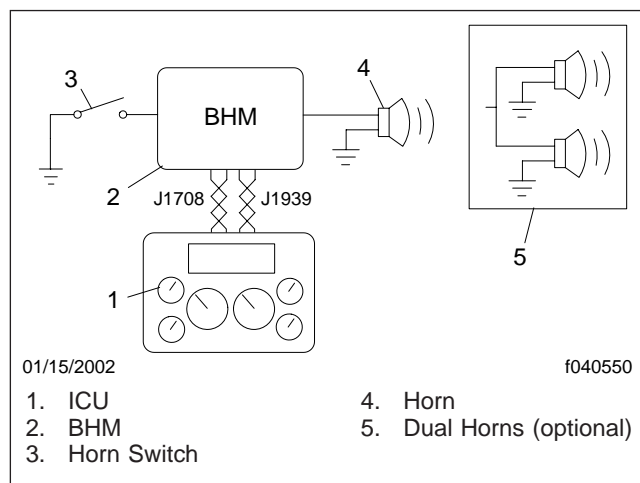 3
4
BHM
2
J1708
J1939
5
1
01/15/2002
f040550
1. ICU
2. BHM
3. Horn Switch
4. Horn
5. Dual Horns (optional)